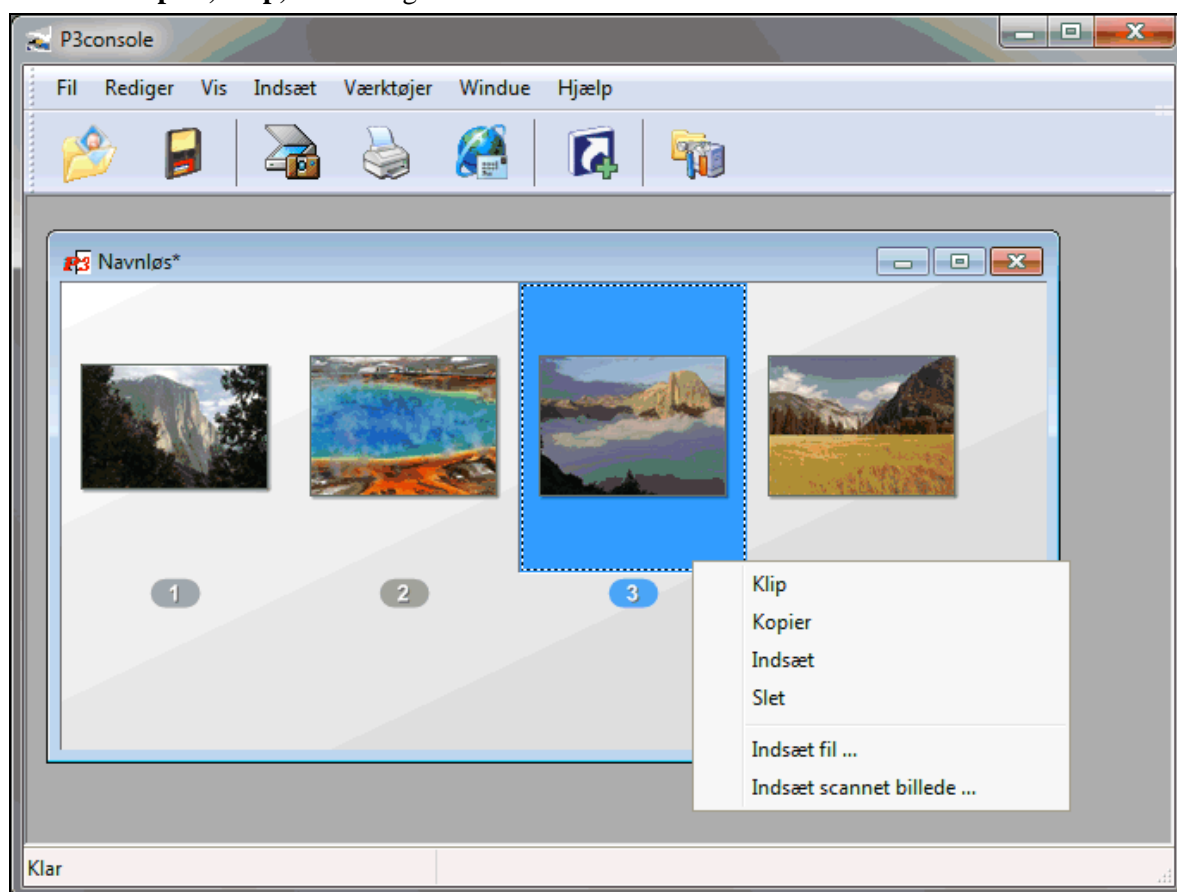 P3console
Fil Rediger Vis Indsæt Værktøjer Windue Hjælp
P3 Navnløs*
1 2 3
Klip
Kopier
Indsæt
Slet
Indsæt fil ...
Indsæt scannet billede ...
Klar